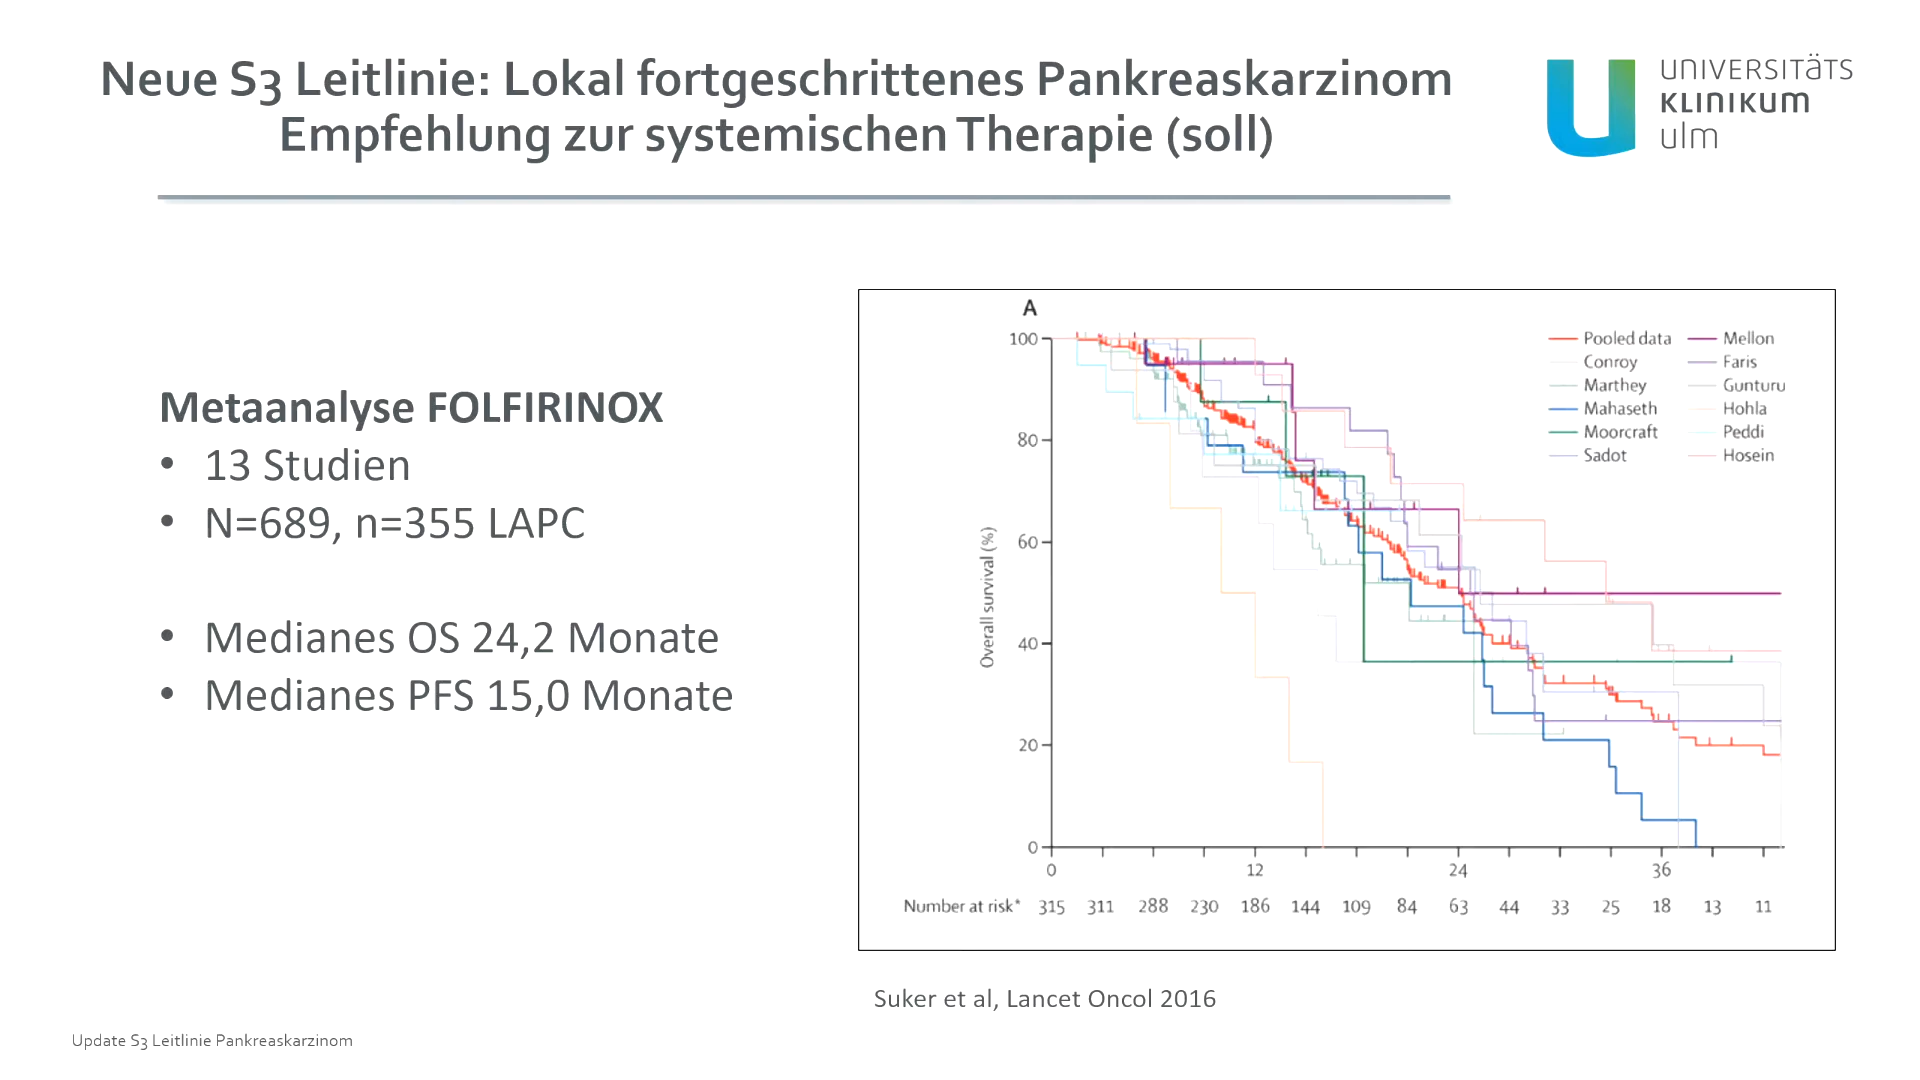 Neue S3 Leitlinie: Lokal fortgeschrittenes Pankreaskarzinom
Empfehlung zur systemischen Therapie (soll)
UNIVERSITÄTS
KLINIKUM
ulm
Metaanalyse FOLFIRINOX
• 13 Studien
• N=689, n=355 LAPC
• Medianes OS 24,2 Monate
• Medianes PFS 15,0 Monate
A
Overall survival (%)
100
80
60
40
20
0
Pooled data
Conroy
Marthey
Mahaseth
Moorcraft
Sadot
Mellon
Faris
Gunturu
Hohla
Peddi
Hosein
0 12 24 36
Number at risk* 315 311 288 230 186 144 109 84 63 44 33 25 18 13 11
Suker et al, Lancet Oncol 2016
Update S3 Leitlinie Pankreaskarzinom